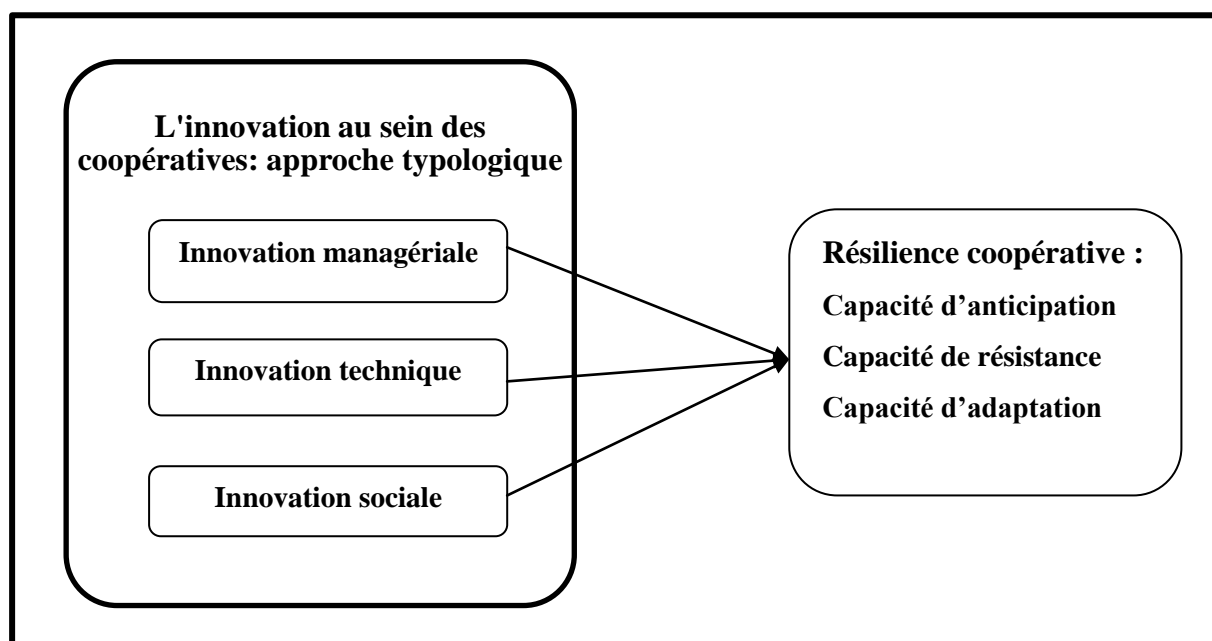 L'innovation au sein des
coopératives: approche typologique
Innovation managériale
Innovation technique
Innovation sociale
Résilience coopérative :
Capacité d’anticipation
Capacité de résistance
Capacité d’adaptation